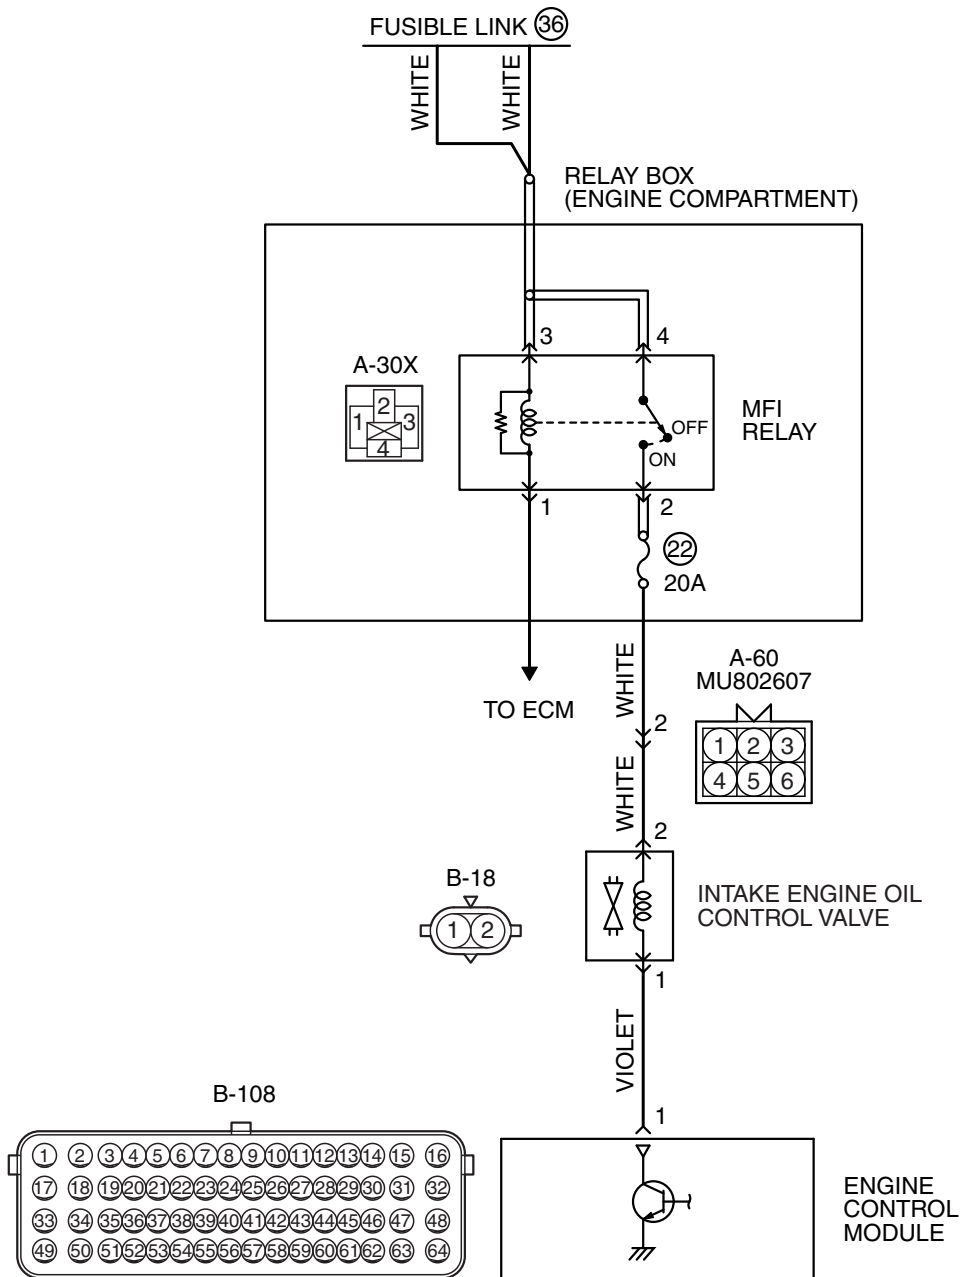 FUSIBLE LINK 36
WHITE
WHITE
RELAY BOX
(ENGINE COMPARTMENT)
3
4
A-30X
1
2
3
4
OFF
ON
MFI
RELAY
1
2
22
20A
TO ECM
WHITE
A-60
MU802607
2
1 2 3
4 5 6
WHITE
2
B-18
1 2
INTAKE ENGINE OIL
CONTROL VALVE
1
VIOLET
1
B-108
1 2 3 4 5 6 7 8 9 10 11 12 13 14 15 16
17 18 19 20 21 22 23 24 25 26 27 28 29 30 31 32
33 34 35 36 37 38 39 40 41 42 43 44 45 46 47 48
49 50 51 52 53 54 55 56 57 58 59 60 61 62 63 64
ENGINE
CONTROL
MODULE